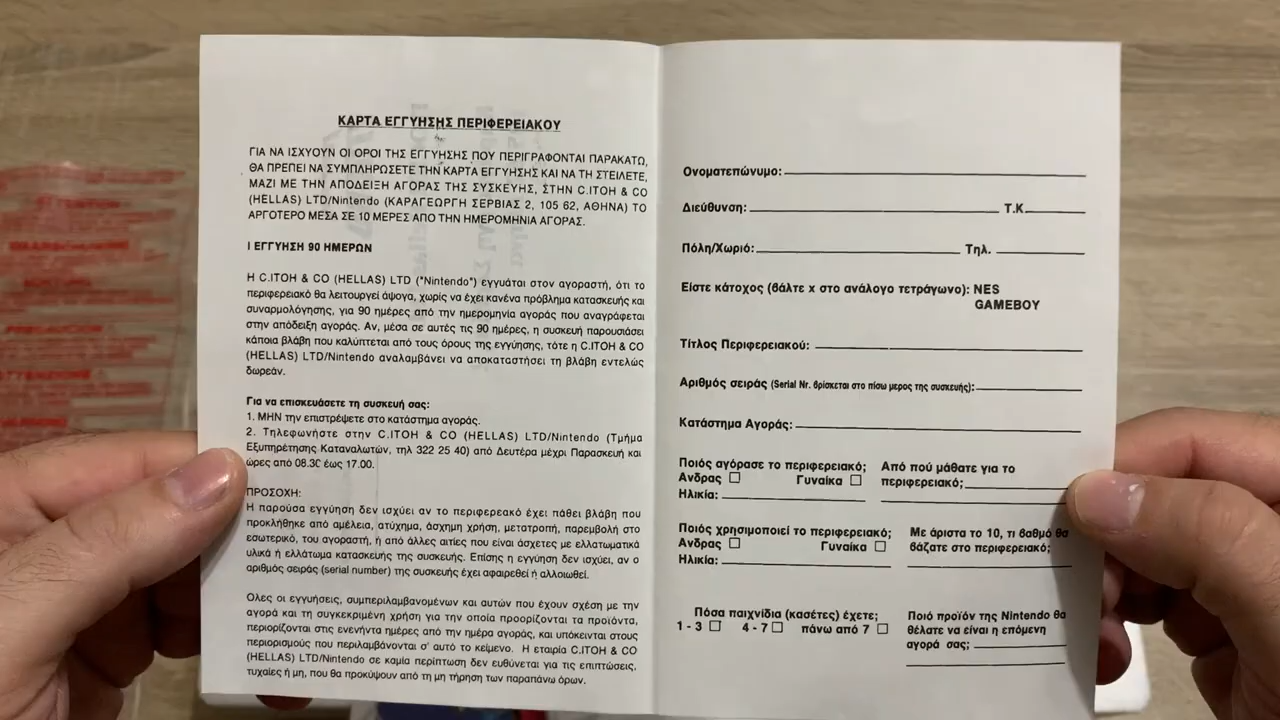 ΚΑΡΤΑ ΕΓΓΥΗΣΗΣ ΠΕΡΙΦΕΡΕΙΑΚΟΥ
ΓΙΑ ΝΑ ΙΣΧΥΟΥΝ ΟΙ ΟΡΟΙ ΤΗΣ ΕΓΓΥΗΣΗΣ ΠΟΥ ΠΕΡΙΓΡΑΦΟΝΤΑΙ ΠΑΡΑΚΑΤΩ,
ΘΑ ΠΡΕΠΕΙ ΝΑ ΣΥΜΠΛΗΡΩΣΕΤΕ ΤΗΝ ΚΑΡΤΑ ΕΓΓΥΗΣΗΣ ΚΑΙ ΝΑ ΤΗ ΣΤΕΙΛΕΤΕ,
ΜΑΖΙ ΜΕ ΤΗΝ ΑΠΟΔΕΙΞΗ ΑΓΟΡΑΣ ΤΗΣ ΣΥΣΚΕΥΗΣ, ΣΤΗΝ C.ITOH & CO
(HELLAS) LTD/Nintendo (ΚΑΡΑΓΕΩΡΓΗ ΣΕΡΒΙΑΣ 2, 105 62, ΑΘΗΝΑ) ΤΟ
ΑΡΓΟΤΕΡΟ ΜΕΣΑ ΣΕ 10 ΜΕΡΕΣ ΑΠΟ ΤΗΝ ΗΜΕΡΟΜΗΝΙΑ ΑΓΟΡΑΣ.
Ι ΕΓΓΥΗΣΗ 90 ΗΜΕΡΩΝ
Η C.ITOH & CO (HELLAS) LTD ("Nintendo") εγγυάται στον αγοραστή, ότι το
περιφερειακό θα λειτουργεί άψογα, χωρίς να έχει κανένα πρόβλημα κατασκευής και
συναρμολόγησης, για 90 ημέρες από την ημερομηνία αγοράς που αναγράφεται
στην απόδειξη αγοράς. Αν, μέσα σε αυτές τις 90 ημέρες, η συσκευή παρουσιάσει
κάποια βλάβη που καλύπτεται από τους όρους της εγγύησης, τότε η C.ITOH & CO
(HELLAS) LTD/Nintendo αναλαμβάνει να αποκαταστήσει τη βλάβη εντελώς
δωρεάν.
Για να επισκευάσετε τη συσκευή σας:
1. ΜΗΝ την επιστρέψετε στο κατάστημα αγοράς.
2. Τηλεφωνήστε στην C.ITOH & CO (HELLAS) LTD/Nintendo (Τμήμα
Εξυπηρέτησης Καταναλωτών, τηλ 322 25 40) από Δευτέρα μέχρι Παρασκευή και
ώρες από 08.30 έως 17.00.
ΠΡΟΣΟΧΗ:
Η παρούσα εγγύηση δεν ισχύει αν το περιφερεακό έχει πάθει βλάβη που
προκλήθηκε από αμέλεια, ατύχημα, άσχημη χρήση, μετατροπή, παρεμβολή στο
εσωτερικό, του αγοραστή, ή από άλλες αιτίες που είναι άσχετες με ελλατωματικά
υλικά ή ελλάτωμα κατασκευής της συσκευής. Επίσης η εγγύηση δεν ισχύει, αν ο
αριθμός σειράς (serial number) της συσκευής έχει αφαιρεθεί ή αλλοιωθεί.
Ολες οι εγγυήσεις, συμπεριλαμβανομένων και αυτών που έχουν σχέση με την
αγορά και τη συγκεκριμένη χρήση για την οποία προορίζονται τα προιόντα,
περιορίζονται στις ενενήντα ημέρες από την ημέρα αγοράς, και υπόκεινται στους
περιορισμούς που περιλαμβάνονται σ' αυτό το κείμενο. Η εταιρία C.ITOH & CO
(HELLAS) LTD/Nintendo σε καμία περίπτωση δεν ευθύνεται για τις επιπτώσεις,
τυχαίες ή μη, που θα προκύψουν από τη μη τήρηση των παραπάνω όρων.
Ονοματεπώνυμο:
Διεύθυνση: Τ.Κ.
Πόλη/Χωριό: Τηλ.
Είστε κάτοχος (βάλτε x στο ανάλογο τετράγωνο): NES
GAMEBOY
Τίτλος Περιφερειακού:
Αριθμός σειράς (Serial Nr. βρίσκεται στο πίσω μερος της συσκευής):
Κατάστημα Αγοράς:
Ποιός αγόρασε το περιφερειακό;
Ανδρας □ Γυναίκα □
Ηλικία:
Από πού μάθατε για το
περιφερειακό;
Ποιός χρησιμοποιεί το περιφερειακό;
Ανδρας □ Γυναίκα □
Ηλικία:
Με άριστα το 10, τι βαθμό θα
βάζατε στο περιφερειακό;
Πόσα παιχνίδια (κασέτες) έχετε;
1 - 3 □ 4 - 7 □ πάνω από 7 □
Ποιό προϊόν της Nintendo θα
θέλατε να είναι η επόμενη
αγορά σας;